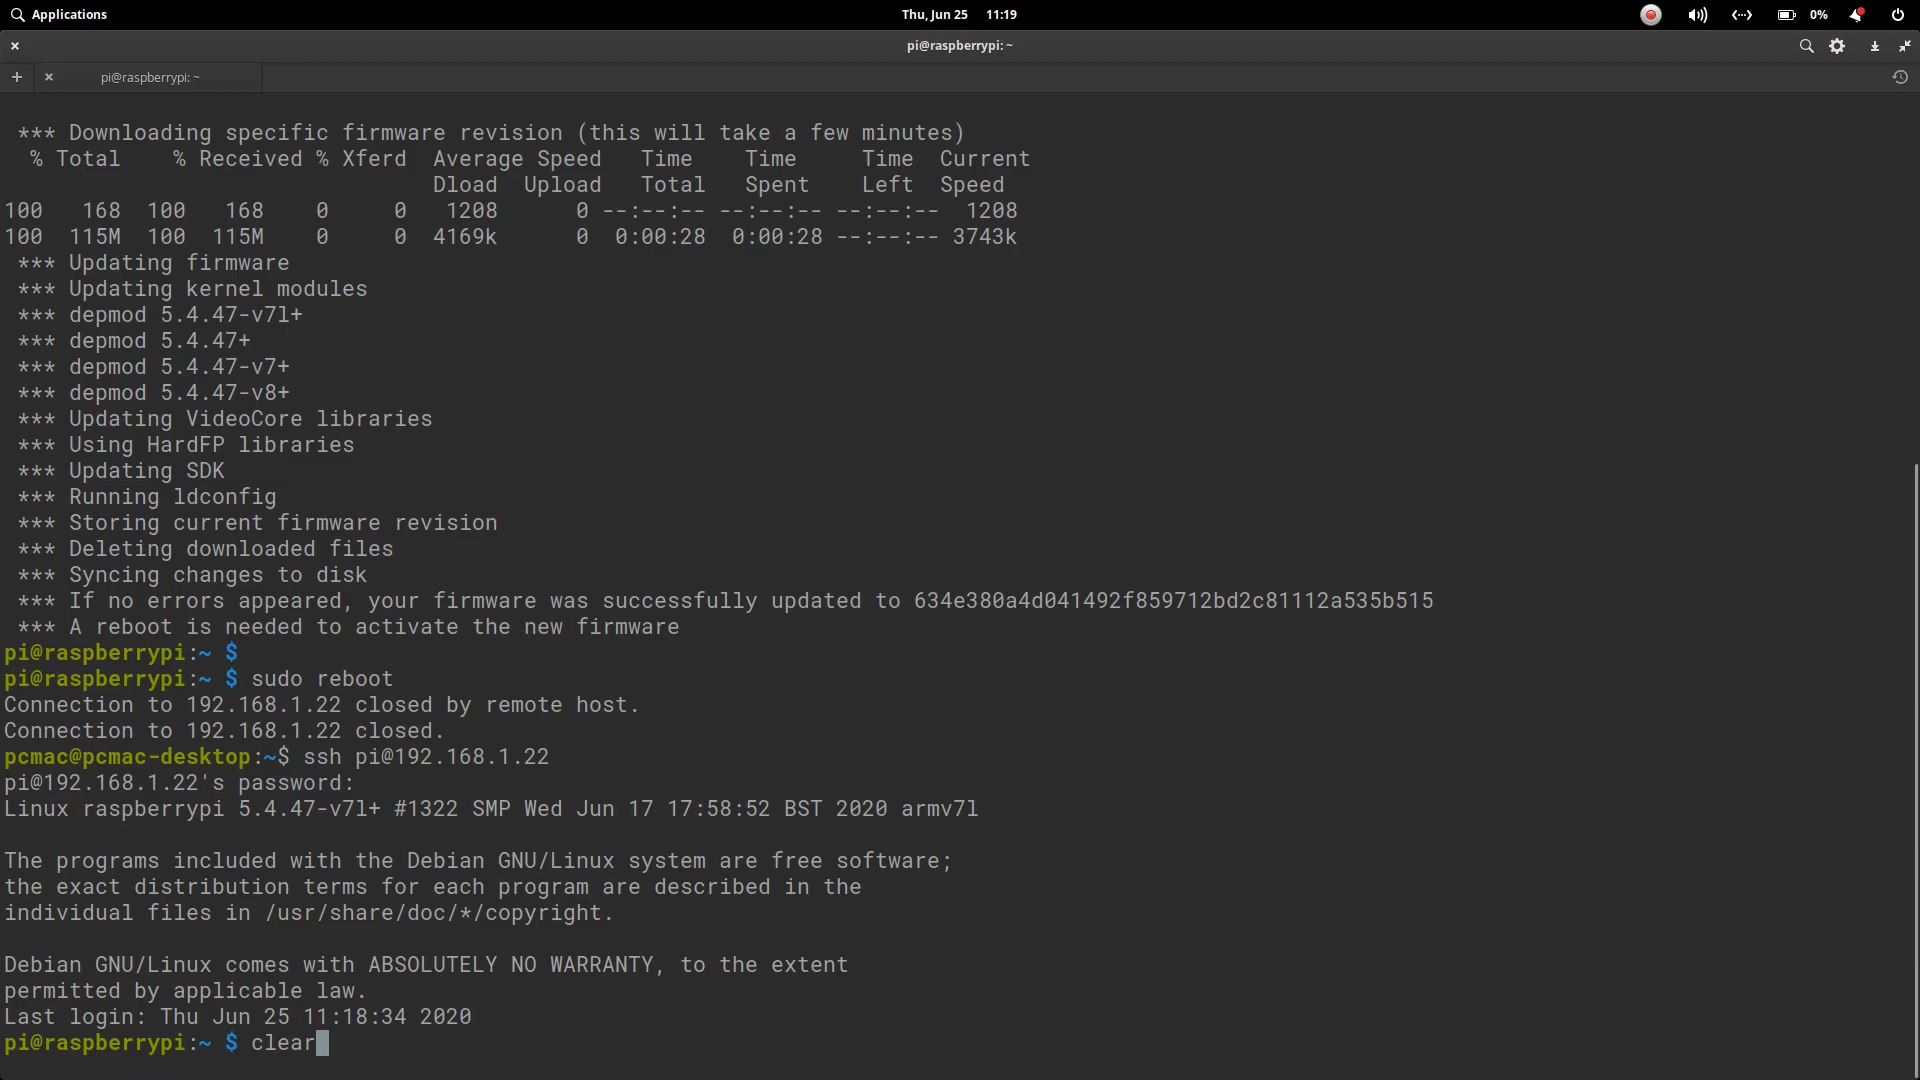 Applications
Thu, Jun 25 11:19
0%
pi@raspberrypi: ~
pi@raspberrypi: ~
*** Downloading specific firmware revision (this will take a few minutes)
% Total % Received % Xferd Average Speed Time Time Time Current
Dload Upload Total Spent Left Speed
100 168 100 168 0 0 1208 0 --:--:-- --:--:-- --:--:-- 1208
100 115M 100 115M 0 0 4169k 0 0:00:28 0:00:28 --:--:-- 3743k
*** Updating firmware
*** Updating kernel modules
*** depmod 5.4.47-v7l+
*** depmod 5.4.47+
*** depmod 5.4.47-v7+
*** depmod 5.4.47-v8+
*** Updating VideoCore libraries
*** Using HardFP libraries
*** Updating SDK
*** Running ldconfig
*** Storing current firmware revision
*** Deleting downloaded files
*** Syncing changes to disk
*** If no errors appeared, your firmware was successfully updated to 634e380a4d041492f859712bd2c81112a535b515
*** A reboot is needed to activate the new firmware
pi@raspberrypi:~ $
pi@raspberrypi:~ $ sudo reboot
Connection to 192.168.1.22 closed by remote host.
Connection to 192.168.1.22 closed.
pcmac@pcmac-desktop:~$ ssh pi@192.168.1.22
pi@192.168.1.22's password:
Linux raspberrypi 5.4.47-v7l+ #1322 SMP Wed Jun 17 17:58:52 BST 2020 armv7l
The programs included with the Debian GNU/Linux system are free software;
the exact distribution terms for each program are described in the
individual files in /usr/share/doc/*/copyright.
Debian GNU/Linux comes with ABSOLUTELY NO WARRANTY, to the extent
permitted by applicable law.
Last login: Thu Jun 25 11:18:34 2020
pi@raspberrypi:~ $ clear